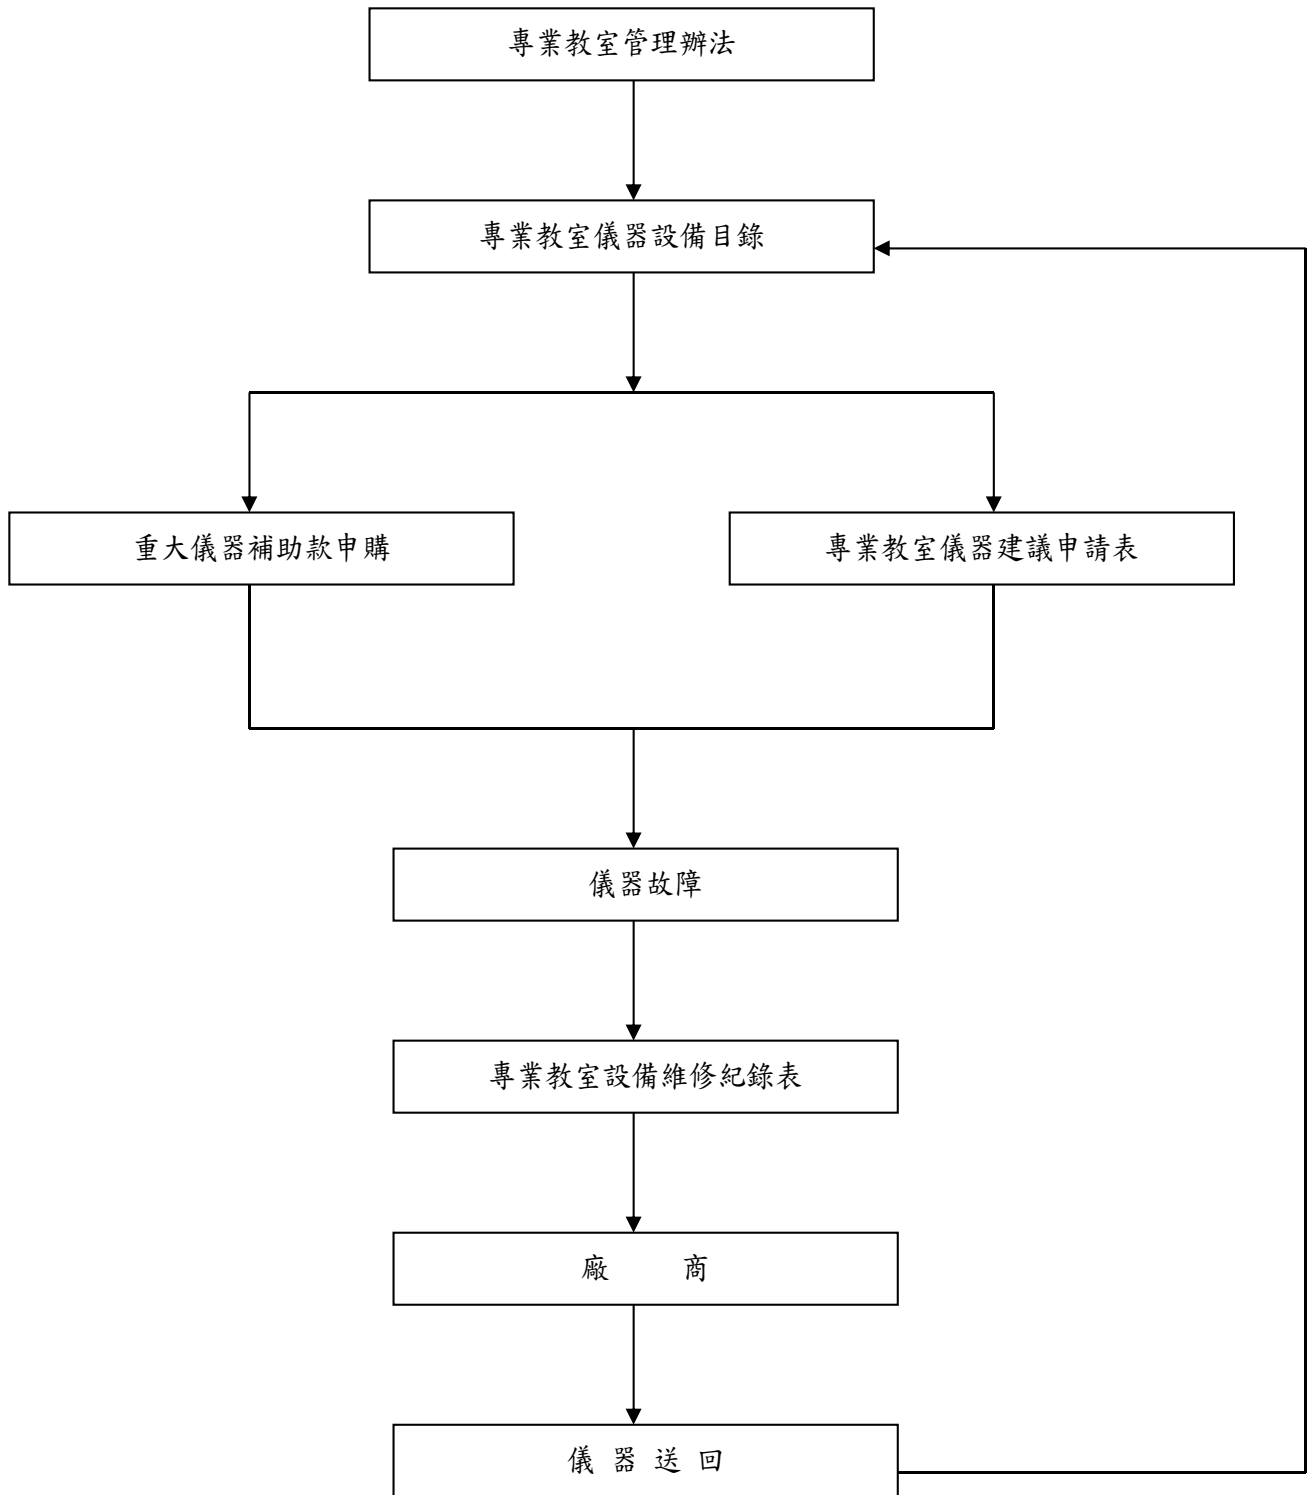 專業教室管理辦法
專業教室儀器設備目錄
重大儀器補助款申購
專業教室儀器建議申請表
儀器故障
專業教室設備維修紀錄表
廠 商
儀 器 送 回